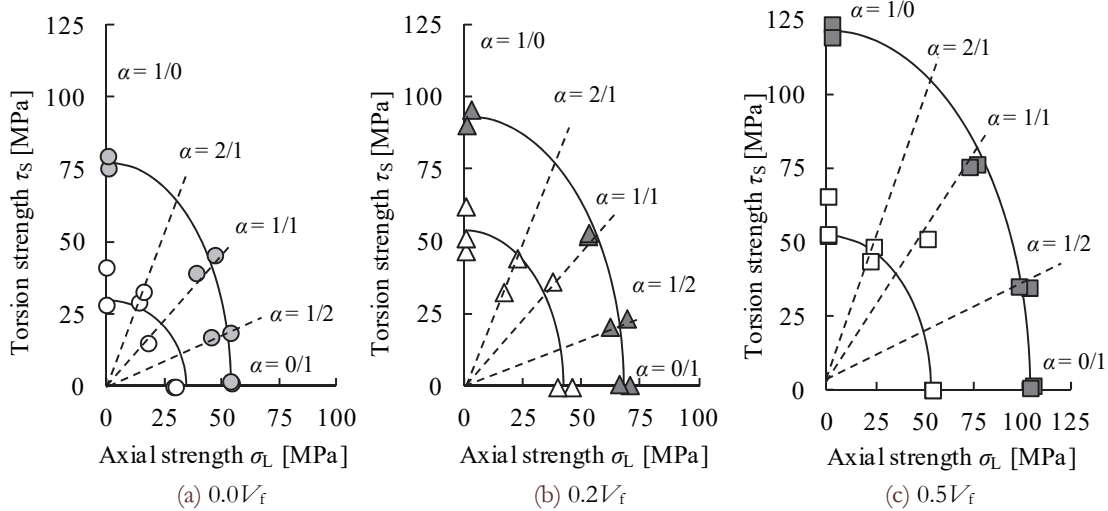 125
α = 1/0
100
α = 2/1
75
α = 1/1
50
α = 1/2
25
α = 0/1
0
0 25 50 75 100
Torsion strength τS [MPa]
Axial strength σL [MPa]
(a) 0.0Vf
125
α = 1/0
100
α = 2/1
75
α = 1/1
50
α = 1/2
25
α = 0/1
0
0 25 50 75 100
Torsion strength τS [MPa]
Axial strength σL [MPa]
(b) 0.2Vf
125
α = 1/0
α = 2/1
100
α = 1/1
75
50
α = 1/2
25
α = 0/1
0
0 25 50 75 100 125
Torsion strength τS [MPa]
Axial strength σL [MPa]
(c) 0.5Vf